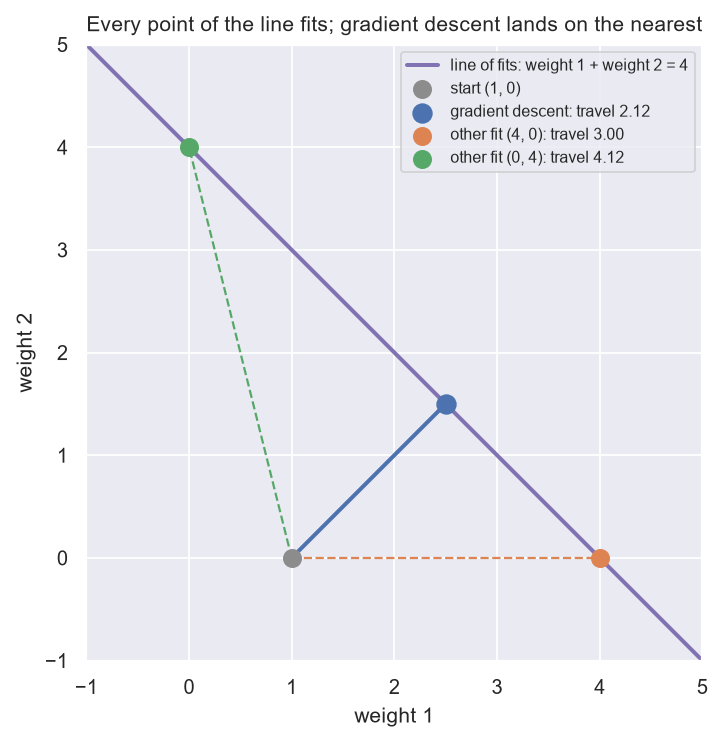 Every point of the line fits; gradient descent lands on the nearest
line of fits: weight 1 + weight 2 = 4
start (1, 0)
gradient descent: travel 2.12
other fit (4, 0): travel 3.00
other fit (0, 4): travel 4.12
5
4
3
2
1
0
−1
weight 2
−1 0 1 2 3 4 5
weight 1